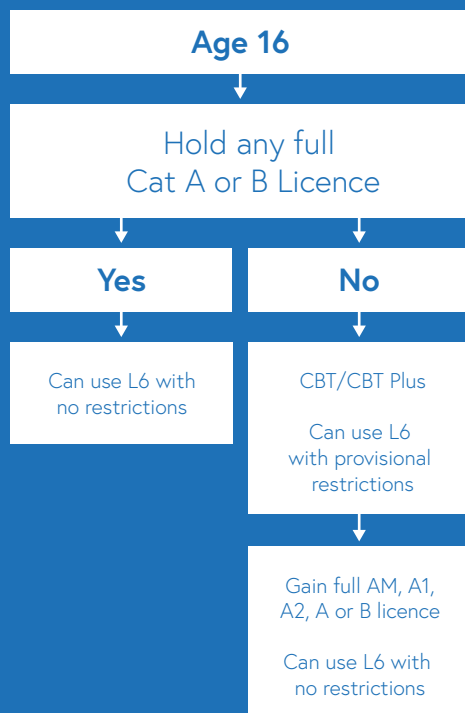 Age 16
Hold any full
Cat A or B Licence
Yes
No
Can use L6 with
no restrictions
CBT/CBT Plus
Can use L6
with provisional
restrictions
Gain full AM, A1,
A2, A or B licence
Can use L6 with
no restrictions